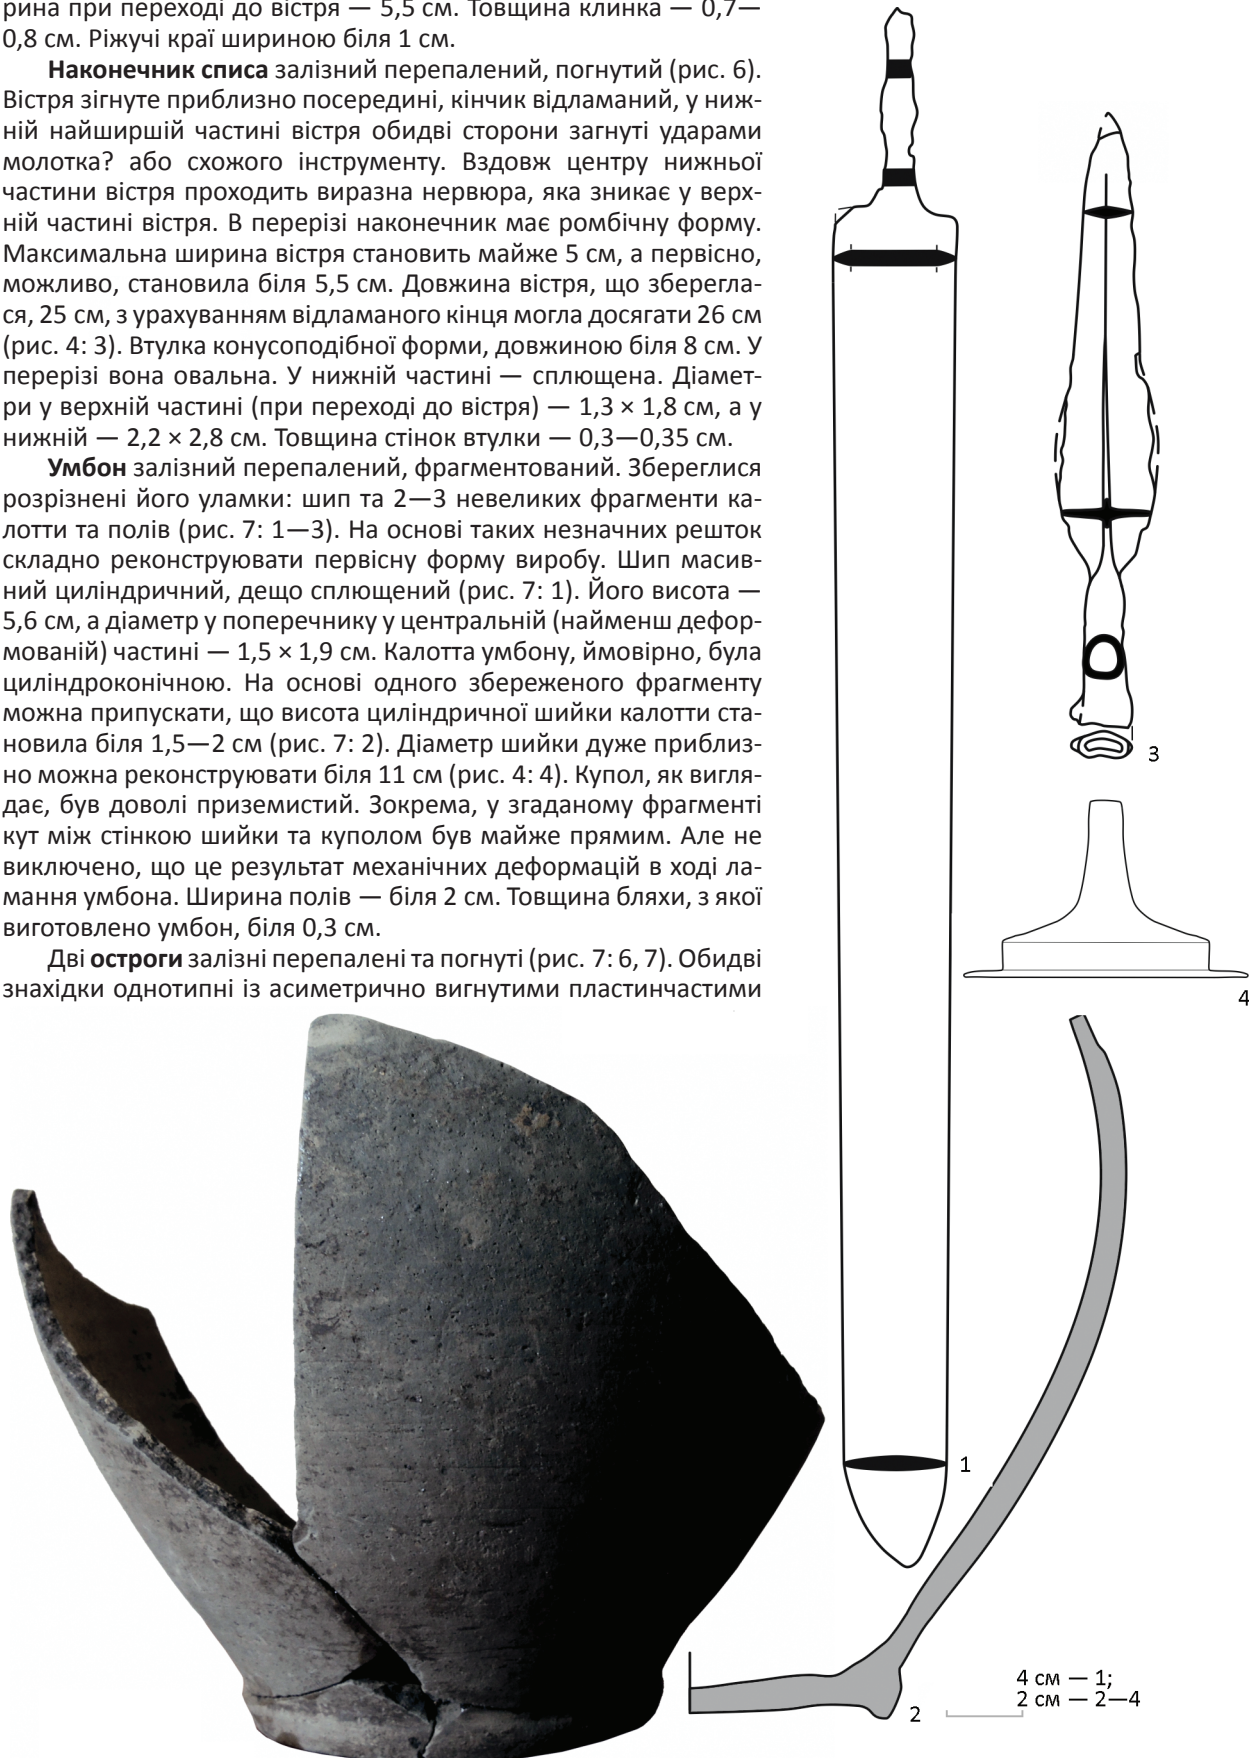 рина при переході до вістря — 5,5 см. Товщина клинка — 0,7—
0,8 см. Ріжучі краї шириною біля 1 см.
Наконечник списа залізний перепалений, погнутий (рис. 6).
Вістря зігнуте приблизно посередині, кінчик відламаний, у ниж-
ній найширшій частині вістря обидві сторони загнуті ударами
молотка? або схожого інструменту. Вздовж центру нижньої
частини вістря проходить виразна нервюра, яка зникає у верх-
ній частині вістря. В перерізі наконечник має ромбічну форму.
Максимальна ширина вістря становить майже 5 см, а первісно,
можливо, становила біля 5,5 см. Довжина вістря, що зберегла-
ся, 25 см, з урахуванням відламаного кінця могла досягати 26 см
(рис. 4: 3). Втулка конусоподібної форми, довжиною біля 8 см. У
перерізі вона овальна. У нижній частині — сплющена. Діамет-
ри у верхній частині (при переході до вістря) — 1,3 × 1,8 см, а у
нижній — 2,2 × 2,8 см. Товщина стінок втулки — 0,3—0,35 см.
Умбон залізний перепалений, фрагментований. Збереглися
розрізнені його уламки: шип та 2—3 невеликих фрагменти ка-
лотти та полів (рис. 7: 1—3). На основі таких незначних решток
складно реконструювати первісну форму виробу. Шип масив-
ний циліндричний, дещо сплющений (рис. 7: 1). Його висота —
5,6 см, а діаметр у поперечнику у центральній (найменш дефор-
мованій) частині — 1,5 × 1,9 см. Калотта умбону, ймовірно, була
циліндроконічною. На основі одного збереженого фрагменту
можна припускати, що висота циліндричної шийки калотти ста-
новила біля 1,5—2 см (рис. 7: 2). Діаметр шийки дуже приблиз-
но можна реконструювати біля 11 см (рис. 4: 4). Купол, як вигля-
дає, був доволі приземистий. Зокрема, у згаданому фрагменті
кут між стінкою шийки та куполом був майже прямим. Але не
виключено, що це результат механічних деформацій в ході ла-
мання умбона. Ширина полів — біля 2 см. Товщина бляхи, з якої
виготовлено умбон, біля 0,3 см.
Дві остроги залізні перепалені та погнуті (рис. 7: 6, 7). Обидві
знахідки однотипні із асиметрично вигнутими пластинчастими
3
4
1
2
4 см — 1;
2 см — 2—4